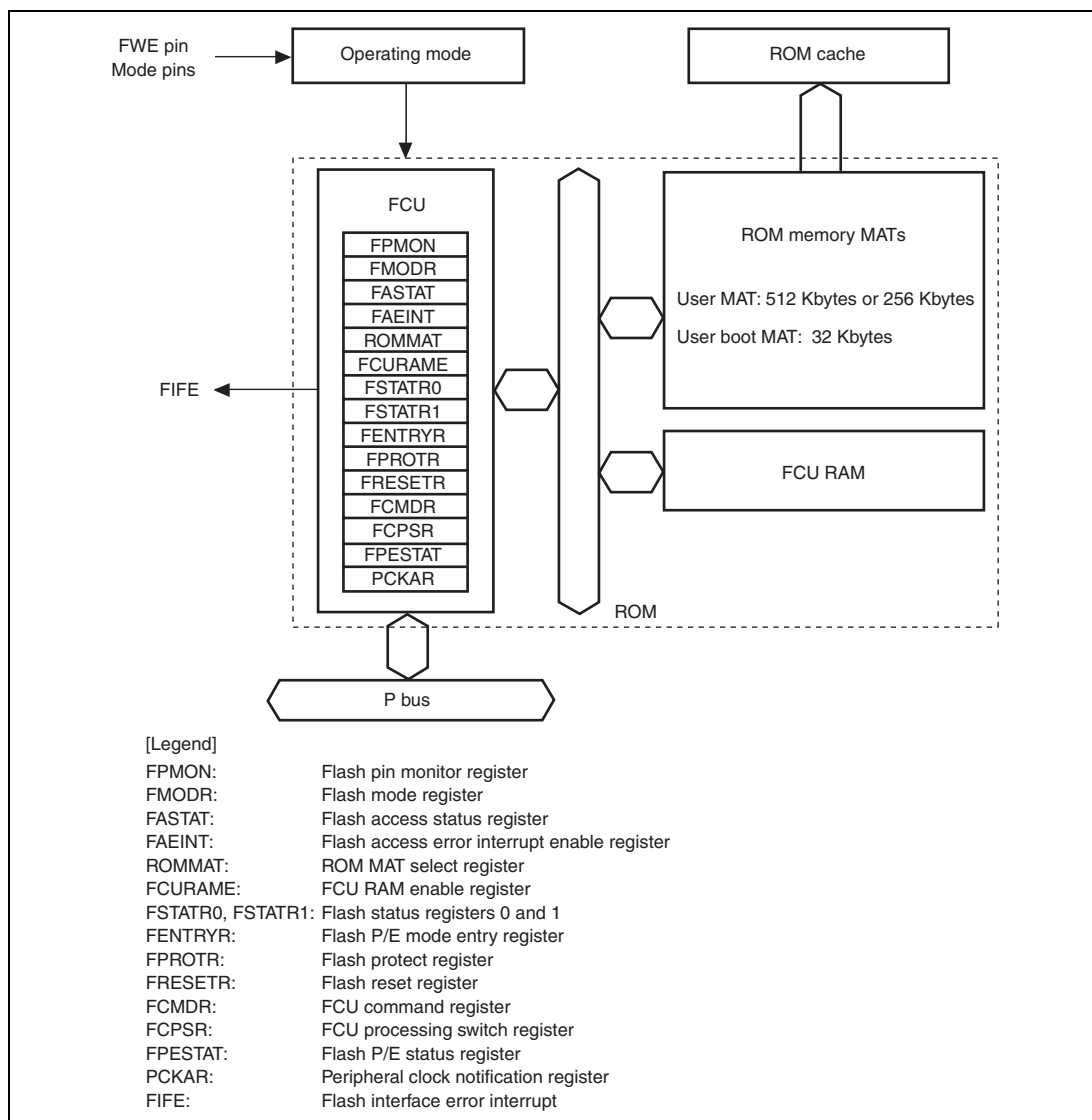 FWE pin
Mode pins
Operating mode
ROM cache
FCU
FPMON
FMODR
FASTAT
FAEINT
ROMMAT
FCURAME
FSTATR0
FSTATR1
FENTRYR
FPROTR
FRESETR
FCMDR
FCPSR
FPESTAT
PCKAR
ROM memory MATs
User MAT: 512 Kbytes or 256 Kbytes
User boot MAT: 32 Kbytes
FIFE
FCU RAM
ROM
P bus
[Legend]
FPMON: Flash pin monitor register
FMODR: Flash mode register
FASTAT: Flash access status register
FAEINT: Flash access error interrupt enable register
ROMMAT: ROM MAT select register
FCURAME: FCU RAM enable register
FSTATR0, FSTATR1: Flash status registers 0 and 1
FENTRYR: Flash P/E mode entry register
FPROTR: Flash protect register
FRESETR: Flash reset register
FCMDR: FCU command register
FCPSR: FCU processing switch register
FPESTAT: Flash P/E status register
PCKAR: Peripheral clock notification register
FIFE: Flash interface error interrupt